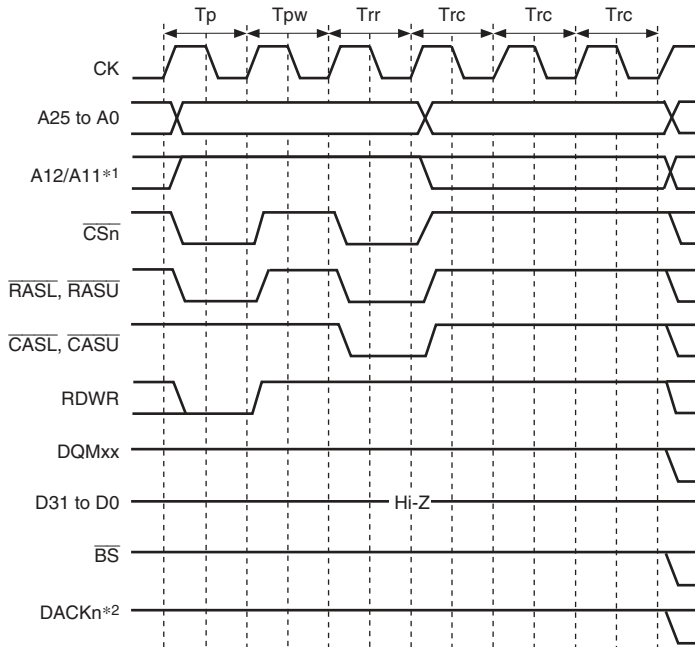 Tp Tpw Trr Trc Trc Trc
CK
A25 to A0
A12/A11*1
CSn
RASL, RASU
CASL, CASU
RDWR
DQMxx
D31 to D0 Hi-Z
BS
DACKn*2